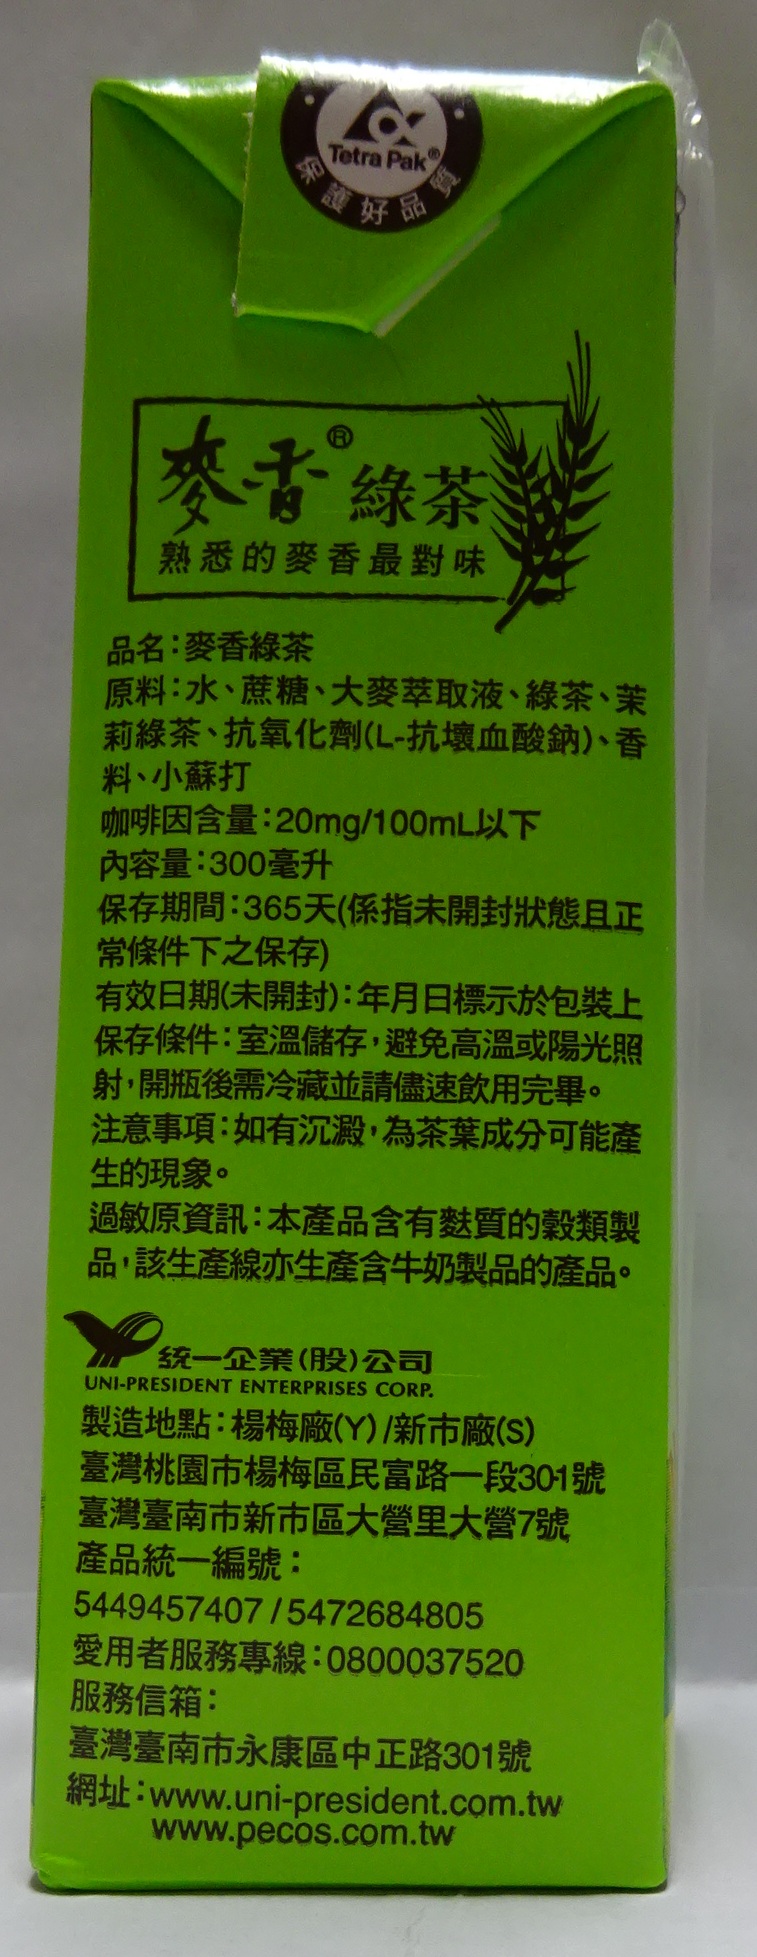 Tetra Pak®
保護好品質
麥香® 綠茶
熟悉的麥香最對味
品名:麥香綠茶
原料:水、蔗糖、大麥萃取液、綠茶、茉
莉綠茶、抗氧化劑(L-抗壞血酸鈉)、香
料、小蘇打
咖啡因含量:20mg/100mL以下
內容量:300毫升
保存期間:365天(係指未開封狀態且正
常條件下之保存)
有效日期(未開封):年月日標示於包裝上
保存條件:室溫儲存,避免高溫或陽光照
射,開瓶後需冷藏並請儘速飲用完畢。
注意事項:如有沉澱,為茶葉成分可能產
生的現象。
過敏原資訊:本產品含有麩質的穀類製
品,該生產線亦生產含牛奶製品的產品。
統一企業(股)公司
UNI-PRESIDENT ENTERPRISES CORP.
製造地點:楊梅廠(Y)/新市廠(S)
臺灣桃園市楊梅區民富路一段301號
臺灣臺南市新市區大營里大營7號
產品統一編號:
5449457407/5472684805
愛用者服務專線:0800037520
服務信箱:
臺灣臺南市永康區中正路301號
網址:www.uni-president.com.tw
www.pecos.com.tw